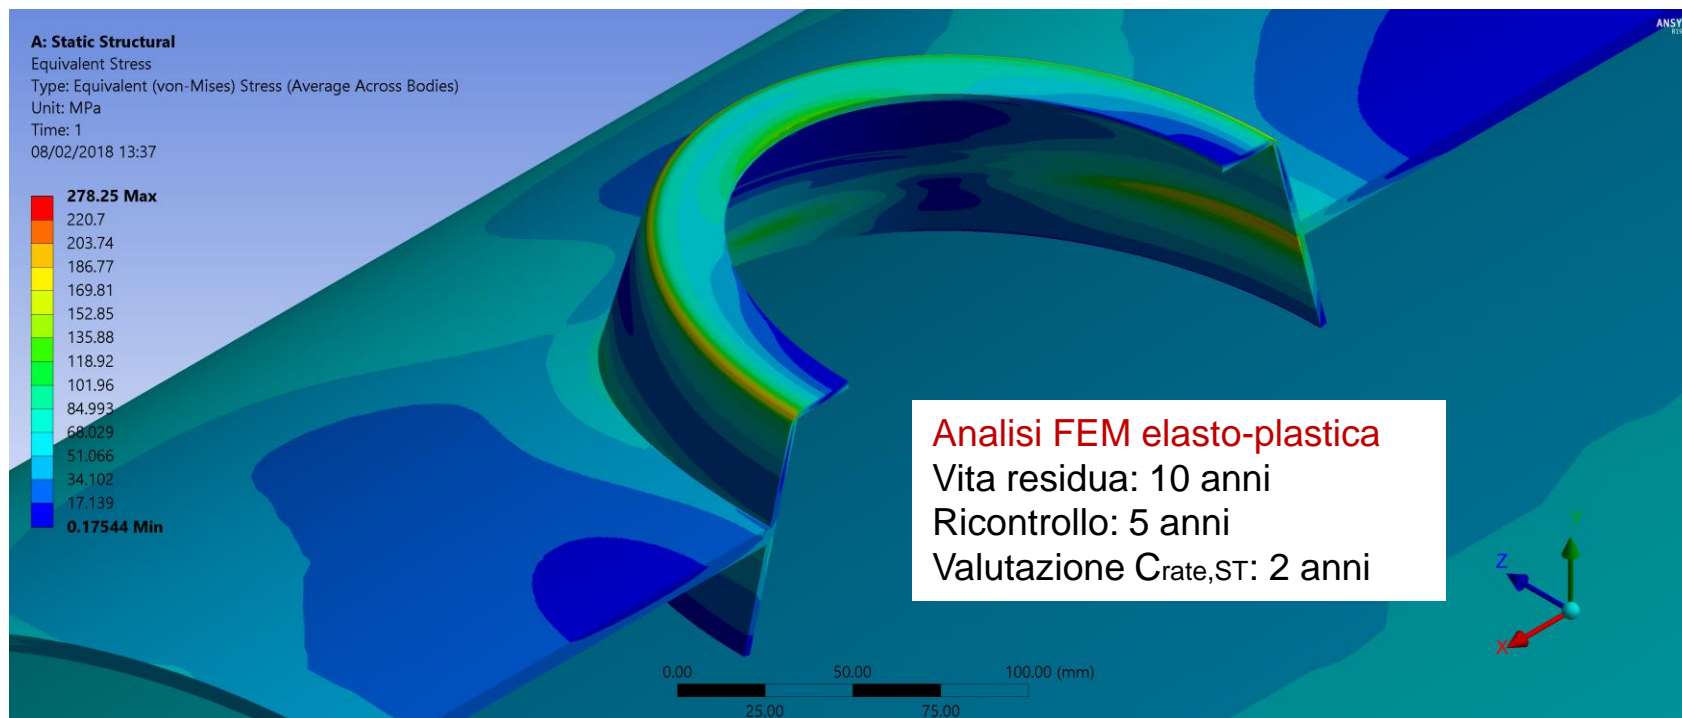 A: Static Structural
Equivalent Stress
Type: Equivalent (von-Mises) Stress (Average Across Bodies)
Unit: MPa
Time: 1
08/02/2018 13:37
278.25 Max
220.7
203.74
186.77
169.81
152.85
135.88
118.92
101.96
84.993
68.029
51.066
34.102
17.139
0.17544 Min
ANSY
R19
Analisi FEM elasto-plastica
Vita residua: 10 anni
Ricontrollo: 5 anni
Valutazione Crate,ST: 2 anni
Y
Z
X
0.00 50.00 100.00 (mm)
25.00 75.00